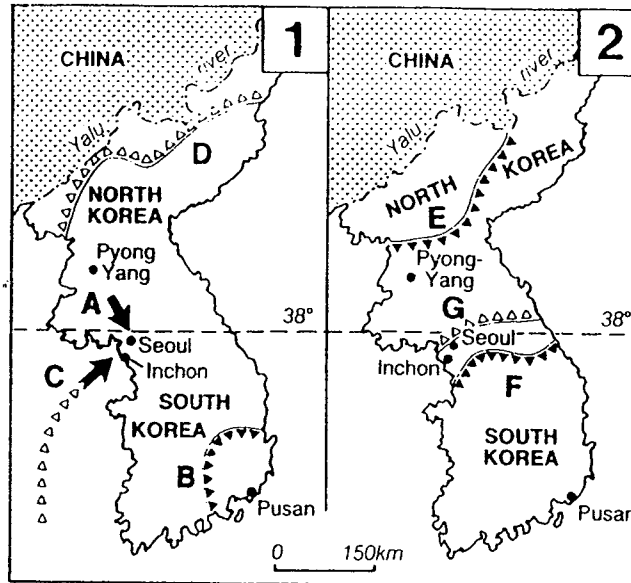 1
CHINA
Yalu river
D
NORTH
KOREA
Pyong
Yang
A
38°
Seoul
C
Inchon
SOUTH
KOREA
B
Pusan
0 150km
2
CHINA
river
Yalu
KOREA
NORTH
E
Pyong-
Yang
G
38°
Seoul
Inchon
F
SOUTH
KOREA
Pusan